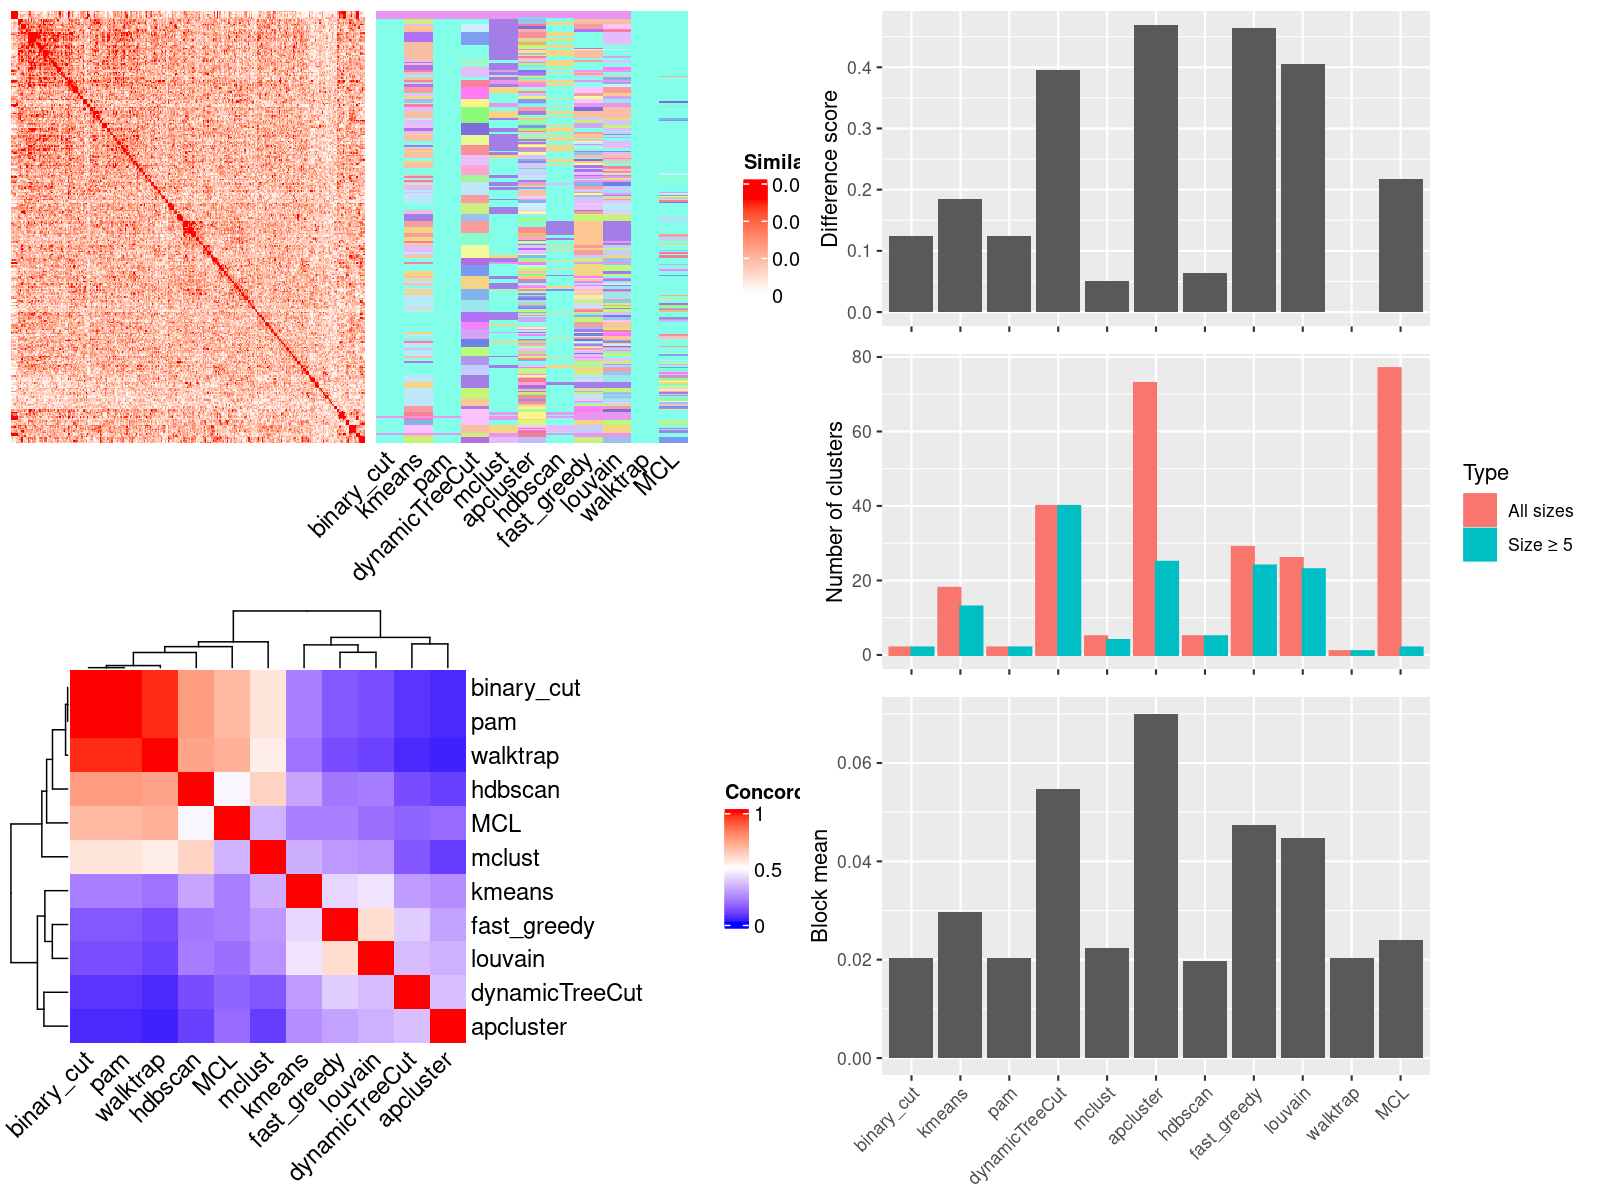 Simila
0.0
0.0
0.0
0
binary_cut
kmeans
pam
dynamicTreeCut
mclust
apcluster
hdbscan
fast_greedy
louvain
walktrap
MCL
binary_cut
pam
walktrap
hdbscan
MCL
mclust
kmeans
fast_greedy
louvain
dynamicTreeCut
apcluster
binary_cut
pam
walktrap
hdbscan
MCL
mclust
kmeans
fast_greedy
louvain
dynamicTreeCut
apcluster
Concord
1
0.5
0
Difference score
0.4
0.3
0.2
0.1
0.0
Number of clusters
80
60
40
20
0
Type
All sizes
Size ≥ 5
Block mean
0.06
0.04
0.02
0.00
binary_cut
kmeans
pam
dynamicTreeCut
mclust
apcluster
hdbscan
fast_greedy
louvain
walktrap
MCL